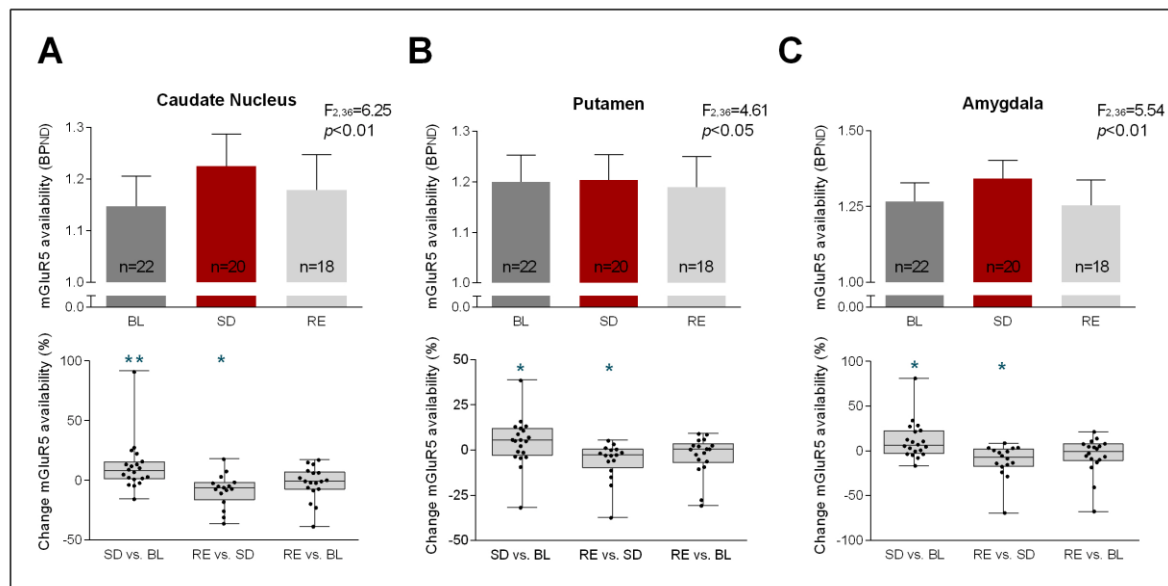 A
B
C
Caudate Nucleus
F2,36=6.25
p<0.01
mGluR5 availability (BPND)
1.3
1.2
1.1
1.0
0.0
n=22
n=20
n=18
BL
SD
RE
Putamen
F2,36=4.61
p<0.05
mGluR5 availability (BPND)
1.3
1.2
1.1
1.0
0.0
n=22
n=20
n=18
BL
SD
RE
Amygdala
F2,36=5.54
p<0.01
mGluR5 availability (BPND)
1.50
1.25
1.00
0.00
n=22
n=20
n=18
BL
SD
RE
Change mGluR5 availability (%)
100
50
0
-50
** *
SD vs. BL
RE vs. SD
RE vs. BL
Change mGluR5 availability (%)
50
25
0
-25
-50
* *
SD vs. BL
RE vs. SD
RE vs. BL
Change mGluR5 availability (%)
100
50
0
-50
-100
* *
SD vs. BL
RE vs. SD
RE vs. BL